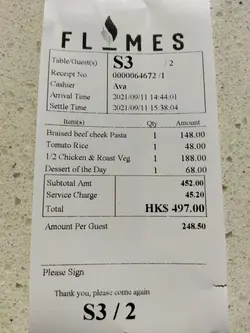 FLAMES
Table/Guest(s) S3 / 2
Receipt No 0000064672 /1
Cashier Ava
Arrival Time 2021/09/11 14:44:01
Settle Time 2021/09/11 15:38:04
Item(s) Qty Amount
Braised beef cheek Pasta 1 148.00
Tomato Rice 1 48.00
1/2 Chicken & Roast Veg 1 188.00
Dessert of the Day 1 68.00
Subtotal Amt 452.00
Service Charge 45.20
Total HK$ 497.00
Amount Per Guest 248.50
Please Sign
Thank you, please come again
S3 / 2